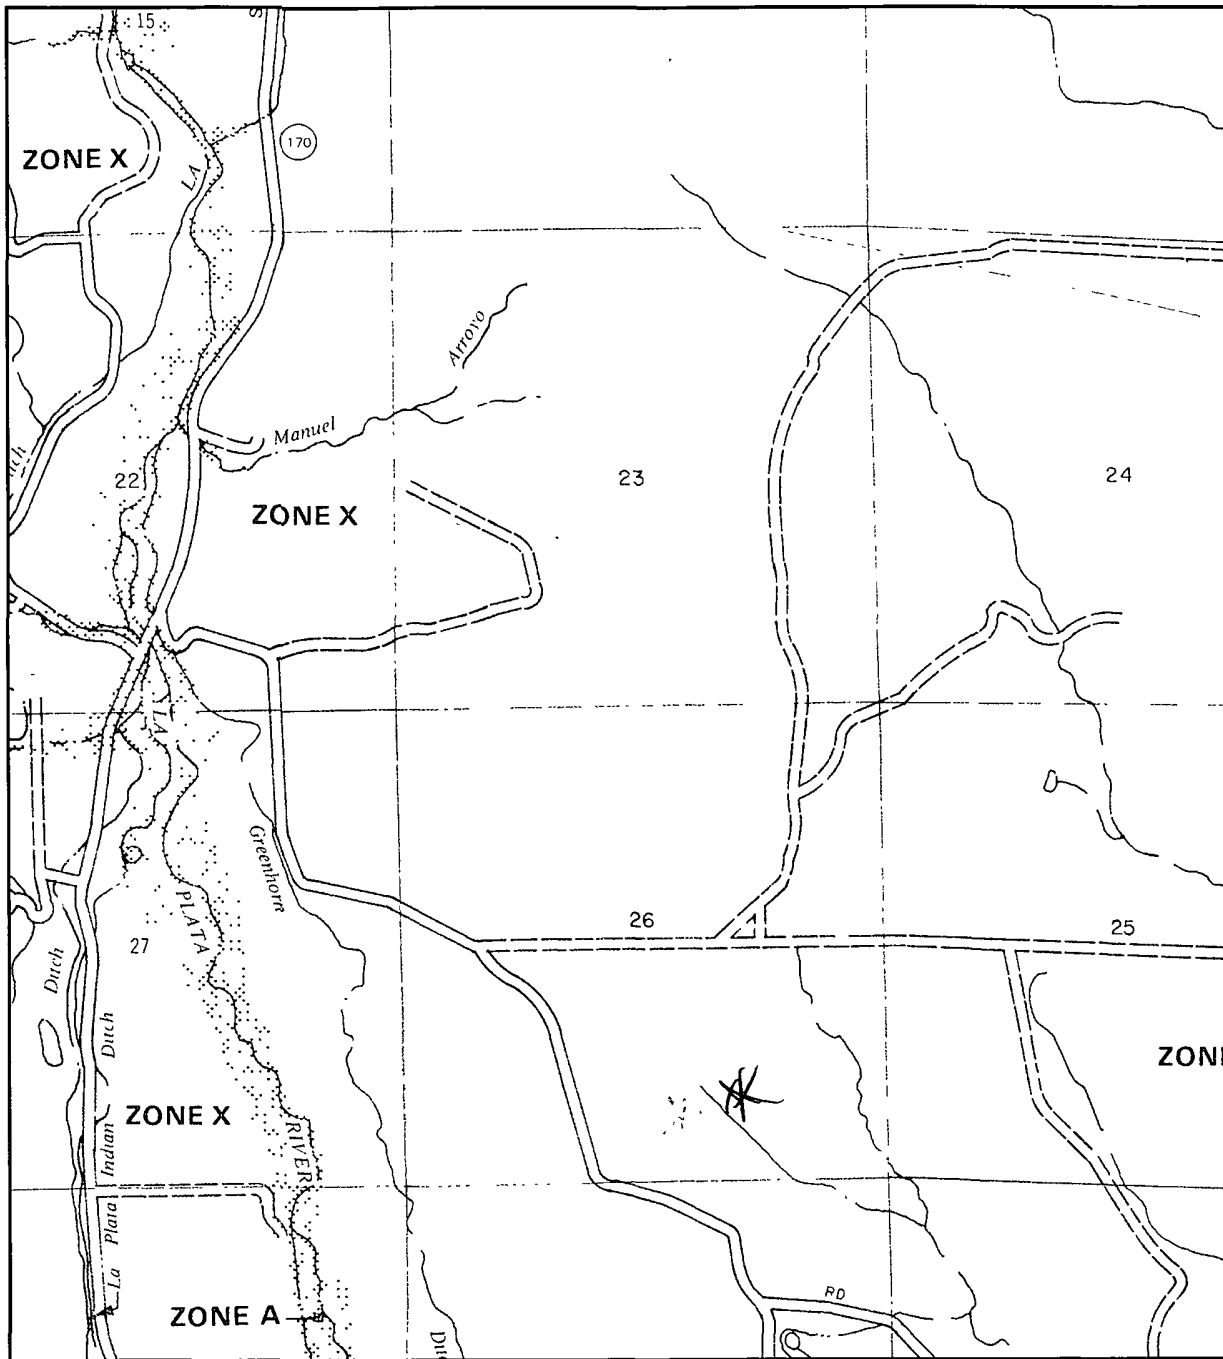 15
S
170
ZONE X
LA
Arroyo
Manuel
22
23
24
ZONE X
LA
Greenhorn
PLATA
26
25
27
Ditch
Ditch
ZONE X
Indian
RIVER
Plata
La
ZONE A
RD